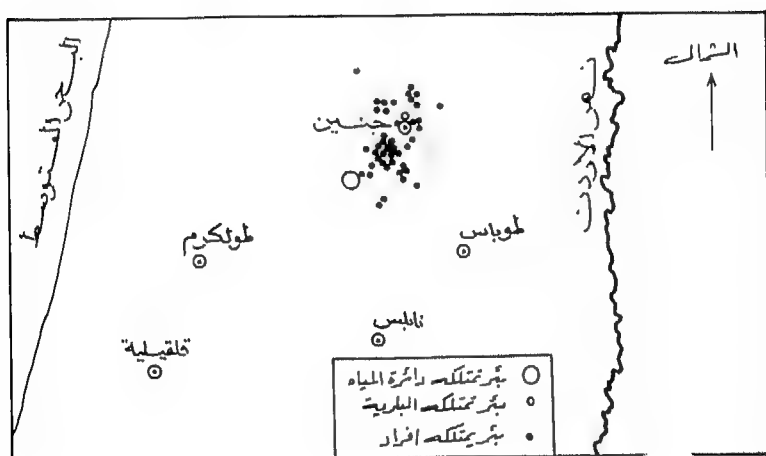 البحر المتوسط
نهر الأردن
الشمال
جنين
طولكرم
طوباس
نابلس
قلقيلية
بئر تمتلكه دائرة المياه
بئر تمتلكه البلدية
بئر يمتلكه افراد